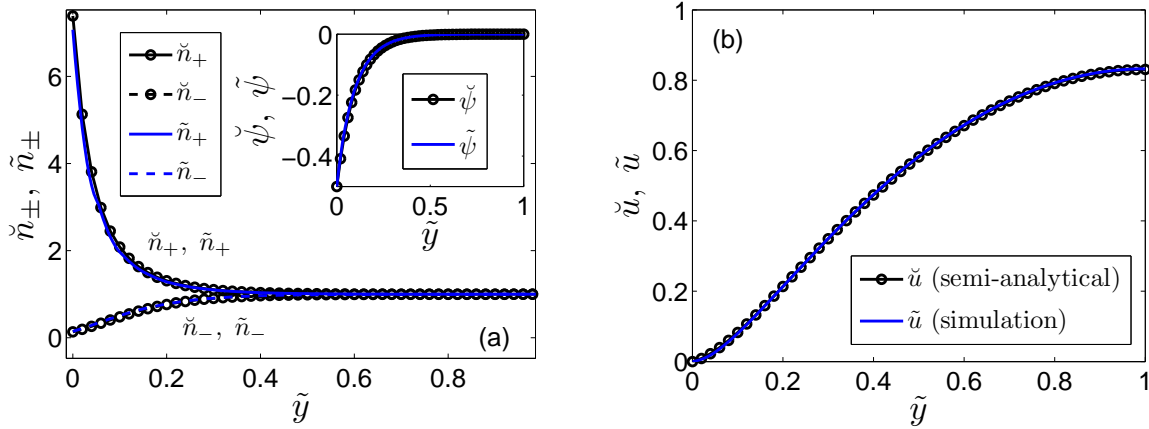 n̆₊
n̆₋
ñ₊
ñ₋
ψ̆
ψ̃
0
−0.2
−0.4
ψ̆, ψ̃
0
0.5
1
ỹ
n̆₊, ñ₊
n̆₋, ñ₋
(a)
7
6
4
2
0
n̆±, ñ±
0
0.2
0.4
0.6
0.8
ỹ
(b)
ŭ (semi-analytical)
ũ (simulation)
1
0.8
0.6
0.4
0.2
0
ŭ, ũ
0
0.2
0.4
0.6
0.8
1
ỹ